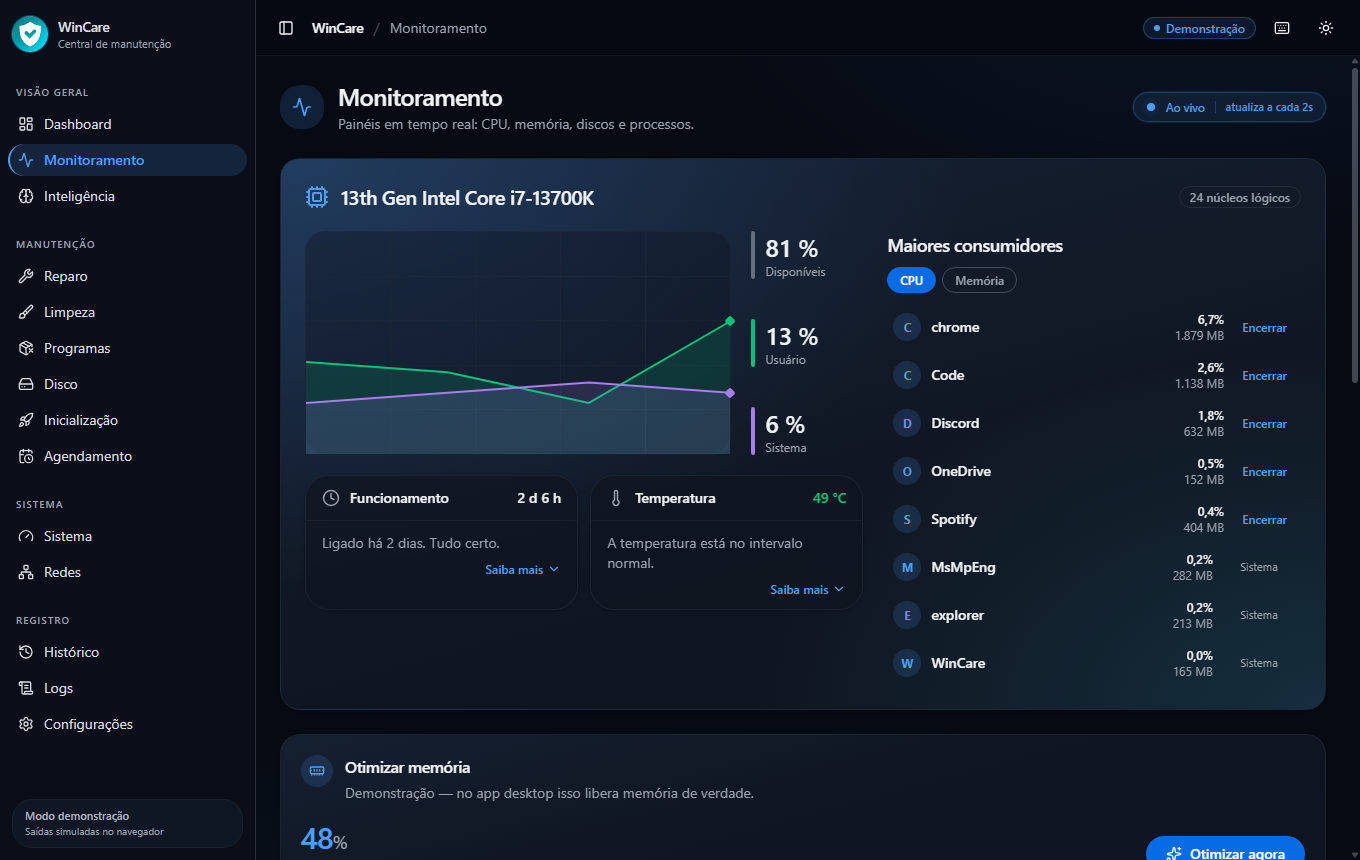 WinCare
Central de manutenção
VISÃO GERAL
Dashboard
Monitoramento
Inteligência
MANUTENÇÃO
Reparo
Limpeza
Programas
Disco
Inicialização
Agendamento
SISTEMA
Sistema
Redes
REGISTRO
Histórico
Logs
Configurações
Modo demonstração
Saídas simuladas no navegador
WinCare / Monitoramento
Demonstração
Monitoramento
Painéis em tempo real: CPU, memória, discos e processos.
Ao vivo | atualiza a cada 2s
13th Gen Intel Core i7-13700K
24 núcleos lógicos
81 %
Disponíveis
13 %
Usuário
6 %
Sistema
Funcionamento 2 d 6 h
Ligado há 2 dias. Tudo certo.
Saiba mais
Temperatura 49 °C
A temperatura está no intervalo
normal.
Saiba mais
Maiores consumidores
CPU Memória
C chrome 6,7% 1.879 MB Encerrar
C Code 2,6% 1.138 MB Encerrar
D Discord 1,8% 632 MB Encerrar
O OneDrive 0,5% 152 MB Encerrar
S Spotify 0,4% 404 MB Encerrar
M MsMpEng 0,2% 282 MB Sistema
E explorer 0,2% 213 MB Sistema
W WinCare 0,0% 165 MB Sistema
Otimizar memória
Demonstração — no app desktop isso libera memória de verdade.
48%
Otimizar agora